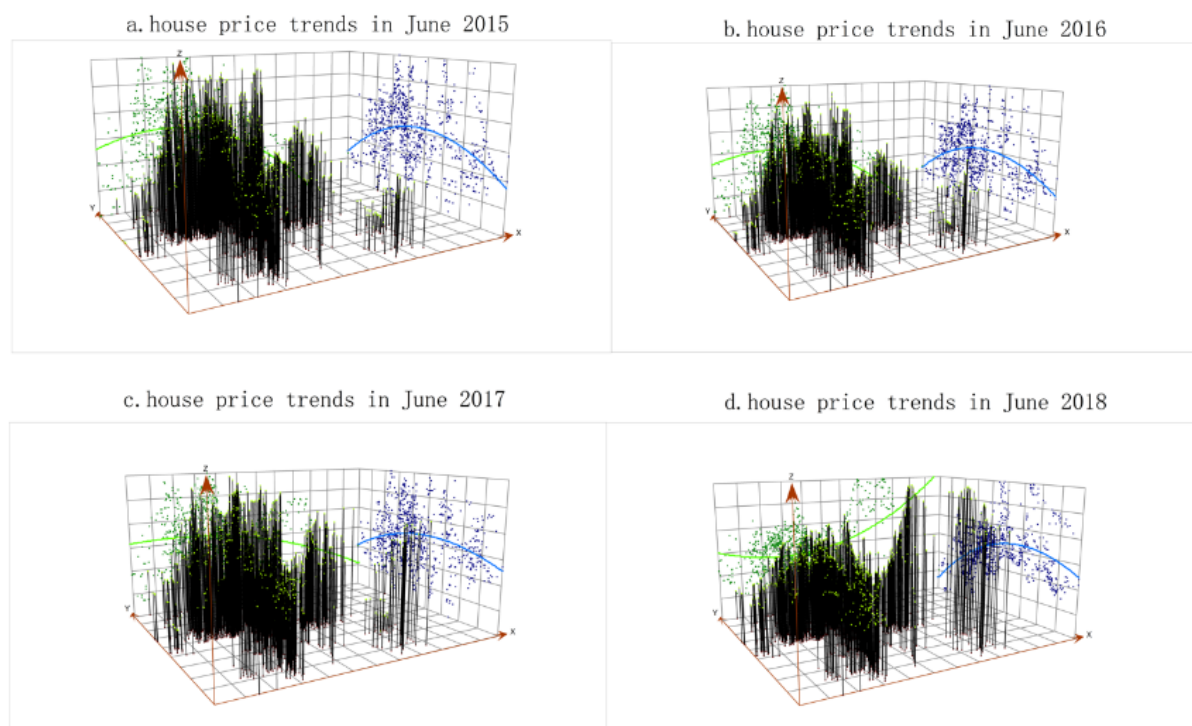 a.house price trends in June 2015
b.house price trends in June 2016
Z
Y
X
Z
Y
X
c.house price trends in June 2017
d.house price trends in June 2018
Z
Y
X
Z
Y
X